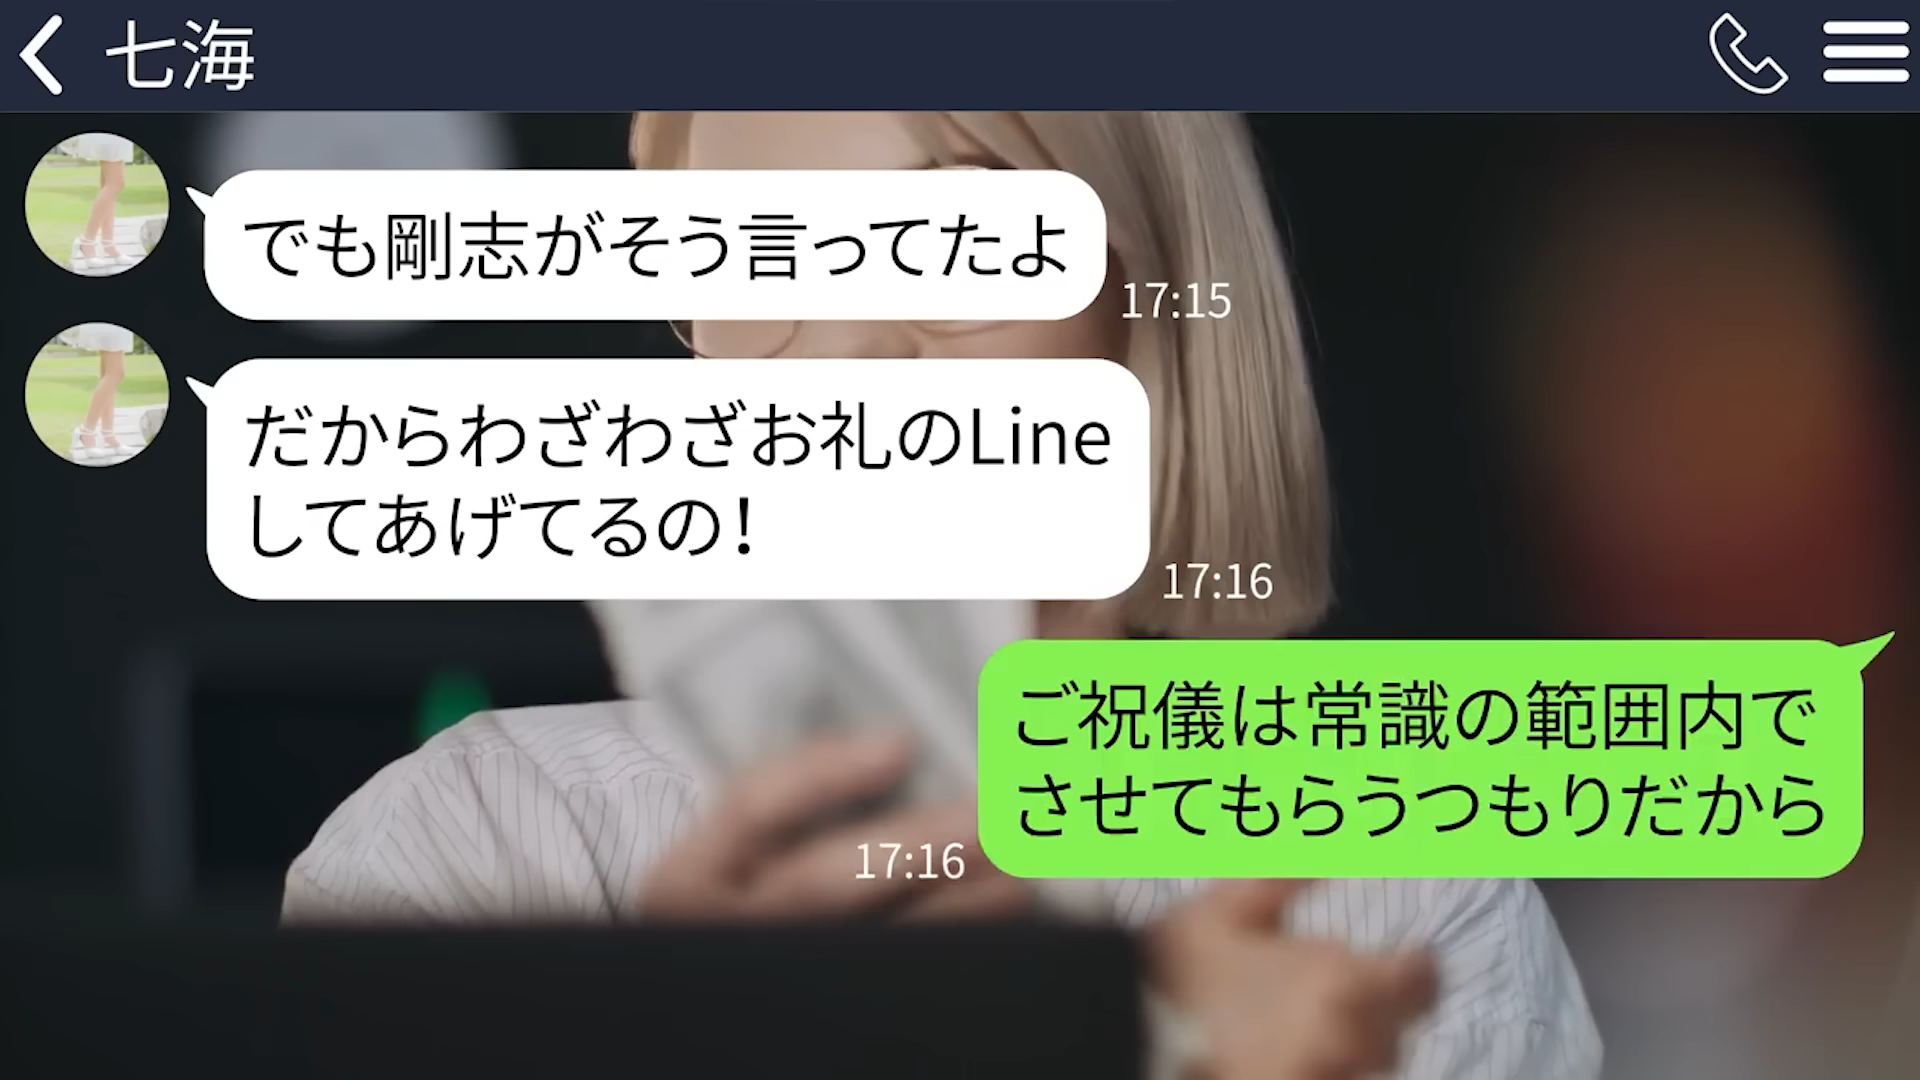 七海
でも剛志がそう言ってたよ
17:15
だからわざわざお礼のLine
してあげてるの!
17:16
ご祝儀は常識の範囲内で
させてもらうつもりだから
17:16